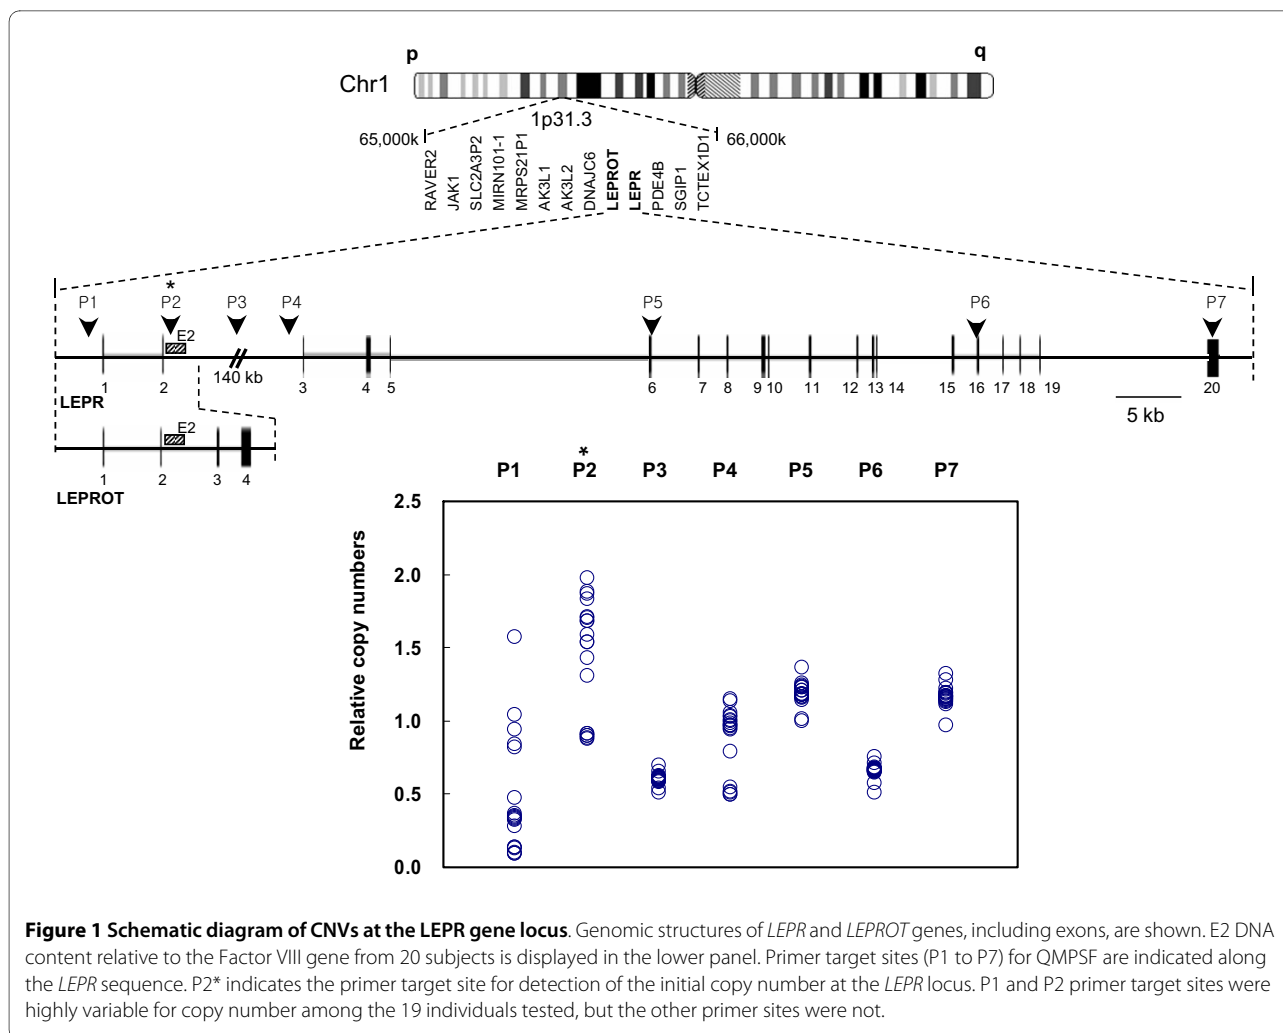 p q
Chr1
1p31.3
65,000k 66,000k
RAVER2
JAK1
SLC2A3P2
MIRN101-1
MRPS21P1
AK3L1
AK3L2
DNAJC6
LEPROT
LEPR
PDE4B
SGIP1
TCTEX1D1
*
P1 P2 P3 P4 P5 P6 P7
E2
140 kb
1 2 3 4 5 6 7 8 9 10 11 12 13 14 15 16 17 18 19 20
LEPR
5 kb
E2
1 2 3 4
LEPROT
*
P1 P2 P3 P4 P5 P6 P7
2.5
2.0
1.5
1.0
0.5
0.0
Relative copy numbers
Figure 1 Schematic diagram of CNVs at the LEPR gene locus. Genomic structures of LEPR and LEPROT genes, including exons, are shown. E2 DNA
content relative to the Factor VIII gene from 20 subjects is displayed in the lower panel. Primer target sites (P1 to P7) for QMPSF are indicated along
the LEPR sequence. P2* indicates the primer target site for detection of the initial copy number at the LEPR locus. P1 and P2 primer target sites were
highly variable for copy number among the 19 individuals tested, but the other primer sites were not.